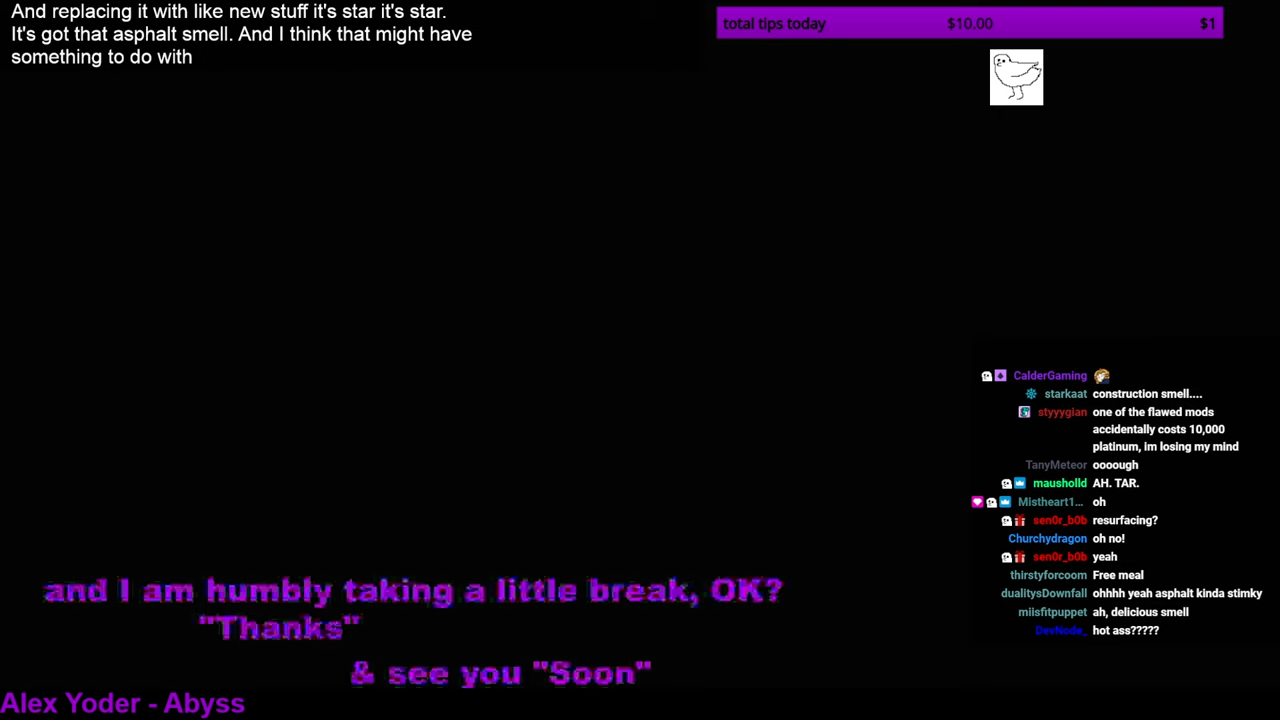 And replacing it with like new stuff it's star it's star.
It's got that asphalt smell. And I think that might have
something to do with
total tips today $10.00 $1
CalderGaming
starkaat construction smell....
styyygian one of the flawed mods
accidentally costs 10,000
platinum, im losing my mind
TanyMeteor oooough
mausholld AH. TAR.
Mistheart1... oh
sen0r_b0b resurfacing?
Churchydragon oh no!
sen0r_b0b yeah
thirstyforcoom Free meal
dualitysDownfall ohhhh yeah asphalt kinda stimky
miisfitpuppet ah, delicious smell
DevNode_ hot ass?????
and I am humbly taking a little break, OK?
"Thanks"
& see you "Soon"
Alex Yoder - Abyss